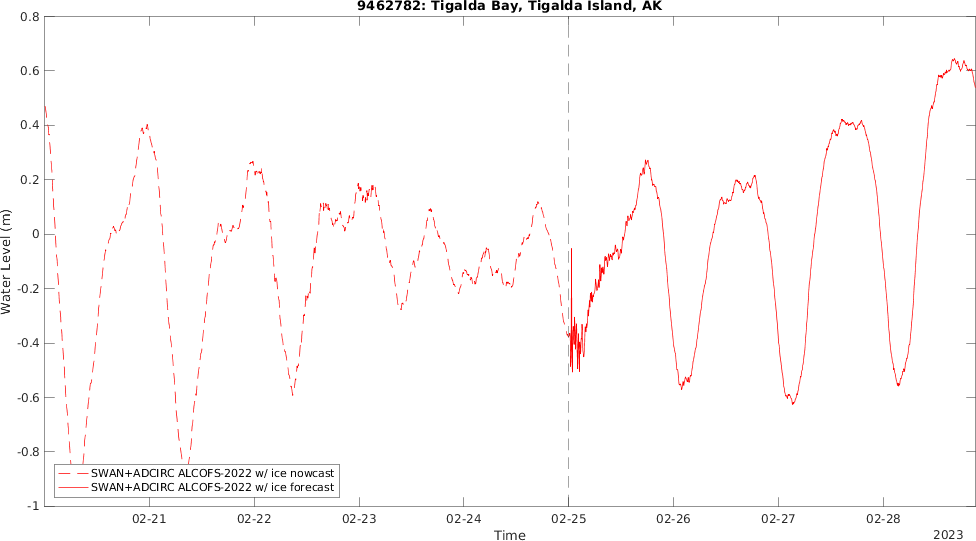 9462782: Tigalda Bay, Tigalda Island, AK
0.8
0.6
0.4
0.2
0
-0.2
-0.4
-0.6
-0.8
-1
Water Level (m)
SWAN+ADCIRC ALCOFS-2022 w/ ice nowcast
SWAN+ADCIRC ALCOFS-2022 w/ ice forecast
02-21 02-22 02-23 02-24 02-25 02-26 02-27 02-28
Time
2023